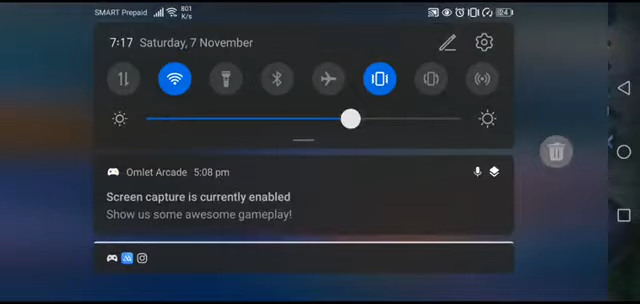 SMART Prepaid 801 K/s 24
7:17 Saturday, 7 November
Omlet Arcade 5:08 pm
Screen capture is currently enabled
Show us some awesome gameplay!